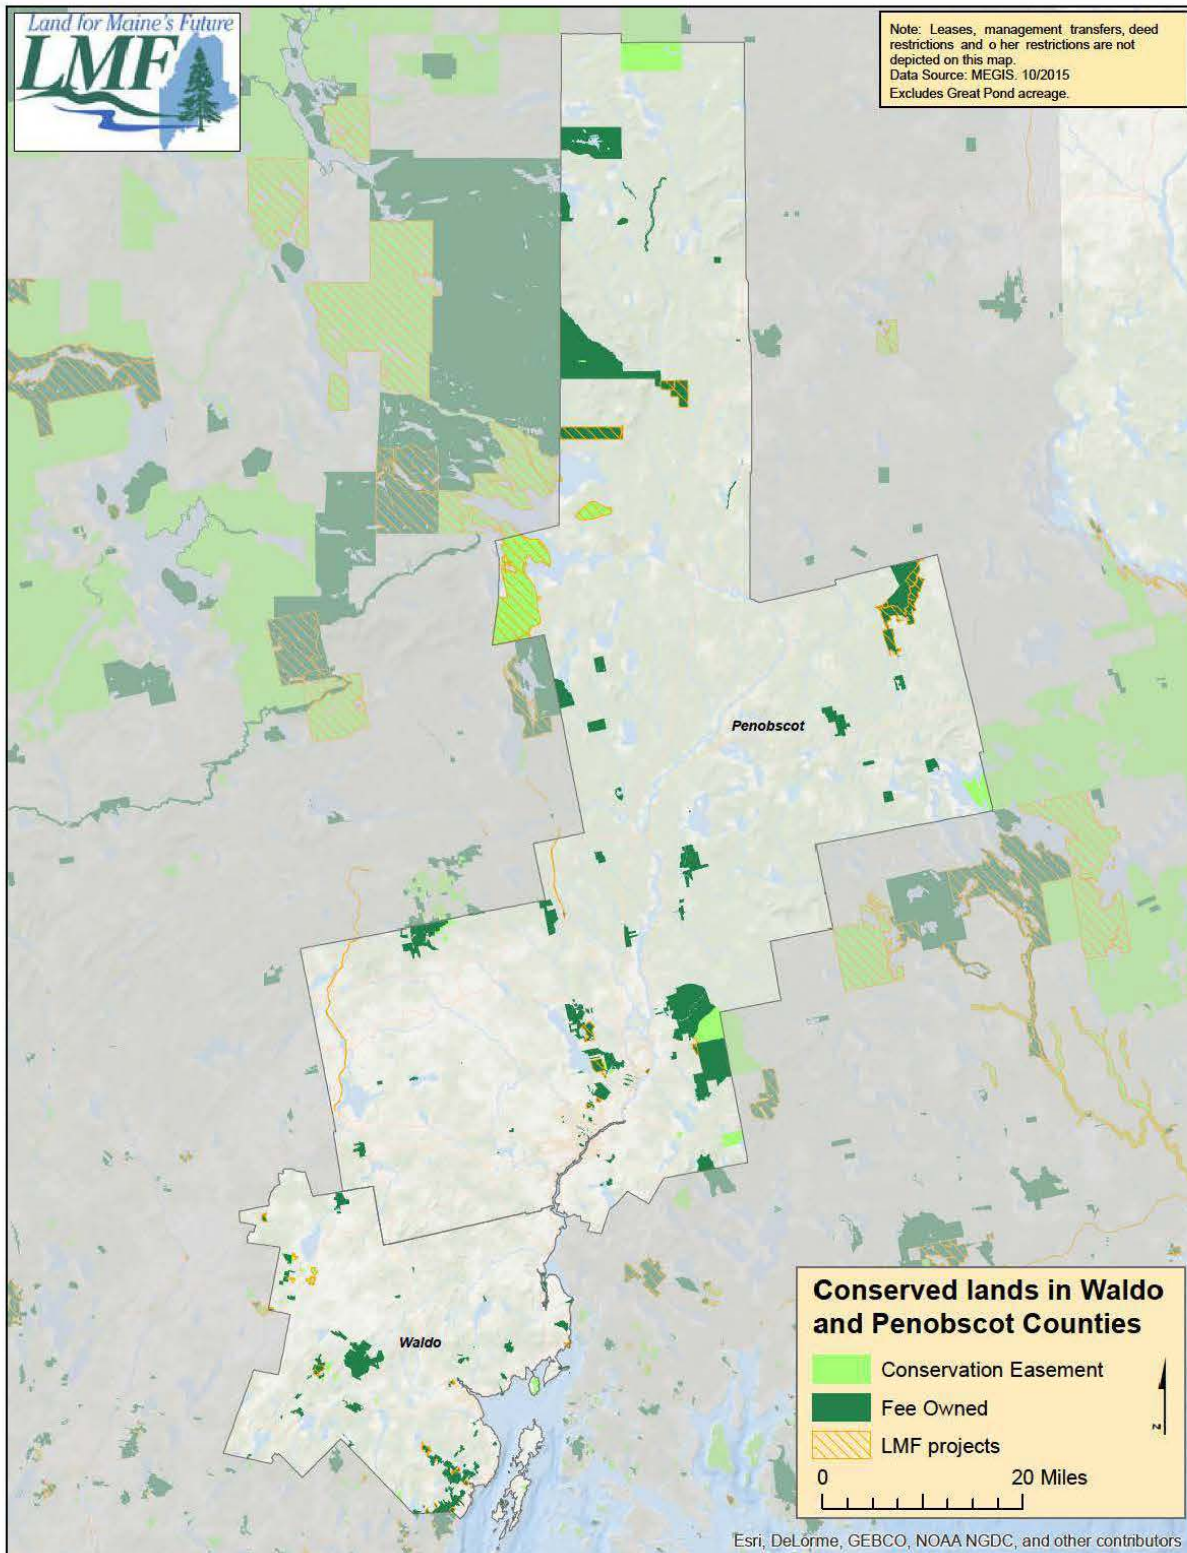 Land for Maine's Future
LMF
Note: Leases, management transfers, deed
restrictions and o her restrictions are not
depicted on this map.
Data Source: MEGIS. 10/2015
Excludes Great Pond acreage.
Penobscot
Waldo
Conserved lands in Waldo
and Penobscot Counties
Conservation Easement
Fee Owned
LMF projects
N
0 20 Miles
Esri, DeLorme, GEBCO, NOAA NGDC, and other contributors